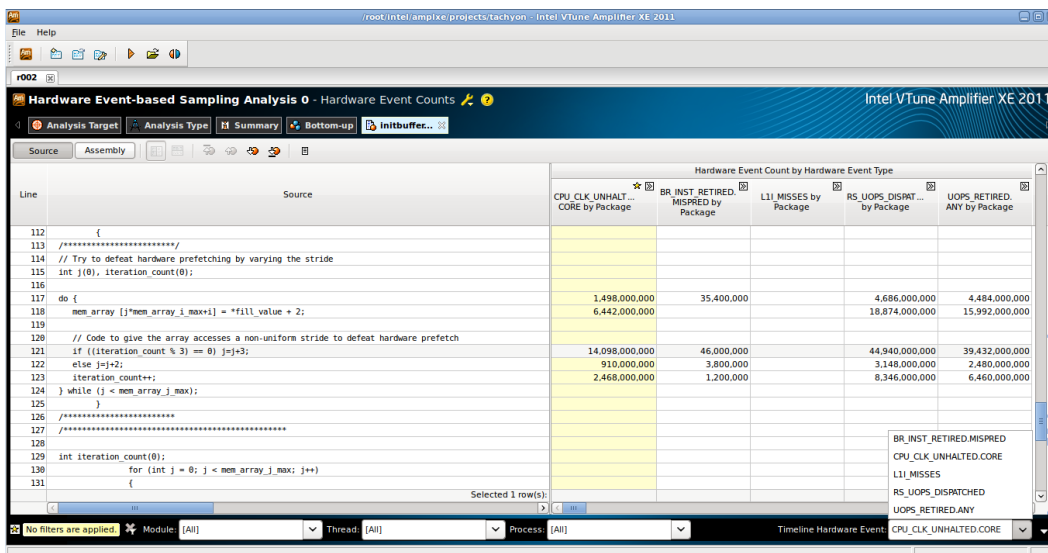 /root/intel/amplxe/projects/tachyon - Intel VTune Amplifier XE 2011
File Help
r002
Hardware Event-based Sampling Analysis 0 - Hardware Event Counts
Intel VTune Amplifier XE 2011
Analysis Target Analysis Type Summary Bottom-up initbuffer...
Source Assembly
Hardware Event Count by Hardware Event Type
Line Source CPU_CLK_UNHALT... CORE by Package BR_INST_RETIRED. MISPRED by Package L1I_MISSES by Package RS_UOPS_DISPAT... by Package UOPS_RETIRED. ANY by Package
112 {
113 /************************/
114 // Try to defeat hardware prefetching by varying the stride
115 int j(0), iteration_count(0);
116
117 do { 1,498,000,000 35,400,000 4,686,000,000 4,484,000,000
118 mem_array [j*mem_array_i_max+i] = *fill_value + 2; 6,442,000,000 18,874,000,000 15,992,000,000
119
120 // Code to give the array accesses a non-uniform stride to defeat hardware prefetch
121 if ((iteration_count % 3) == 0) j=j+3; 14,098,000,000 46,000,000 44,940,000,000 39,432,000,000
122 else j=j+2; 910,000,000 3,800,000 3,148,000,000 2,480,000,000
123 iteration_count++; 2,468,000,000 1,200,000 8,346,000,000 6,460,000,000
124 } while (j < mem_array_j_max);
125 }
126 /************************
127 /************************************************
128
129 int iteration_count(0);
130 for (int j = 0; j < mem_array_j_max; j++)
131 {
Selected 1 row(s):
BR_INST_RETIRED.MISPRED
CPU_CLK_UNHALTED.CORE
L1I_MISSES
RS_UOPS_DISPATCHED
UOPS_RETIRED.ANY
No filters are applied. Module: [All] Thread: [All] Process: [All] Timeline Hardware Event: CPU_CLK_UNHALTED.CORE